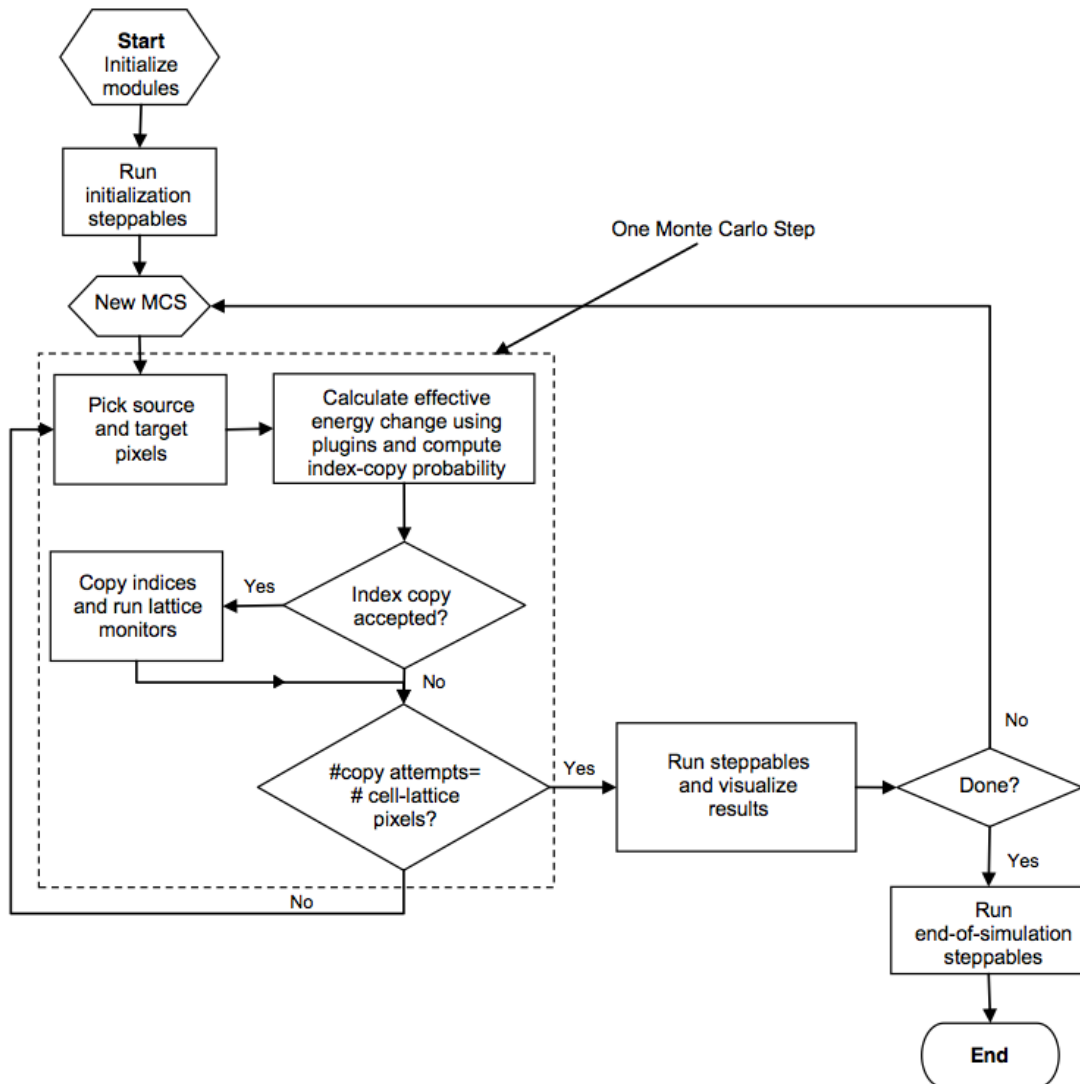 Start
Initialize
modules
Run
initialization
steppables
One Monte Carlo Step
New MCS
Pick source
and target
pixels
Calculate effective
energy change using
plugins and compute
index-copy probability
Copy indices
and run lattice
monitors
Yes
Index copy
accepted?
No
#copy attempts=
# cell-lattice
pixels?
Yes
No
Run steppables
and visualize
results
Done?
No
Yes
Run
end-of-simulation
steppables
End